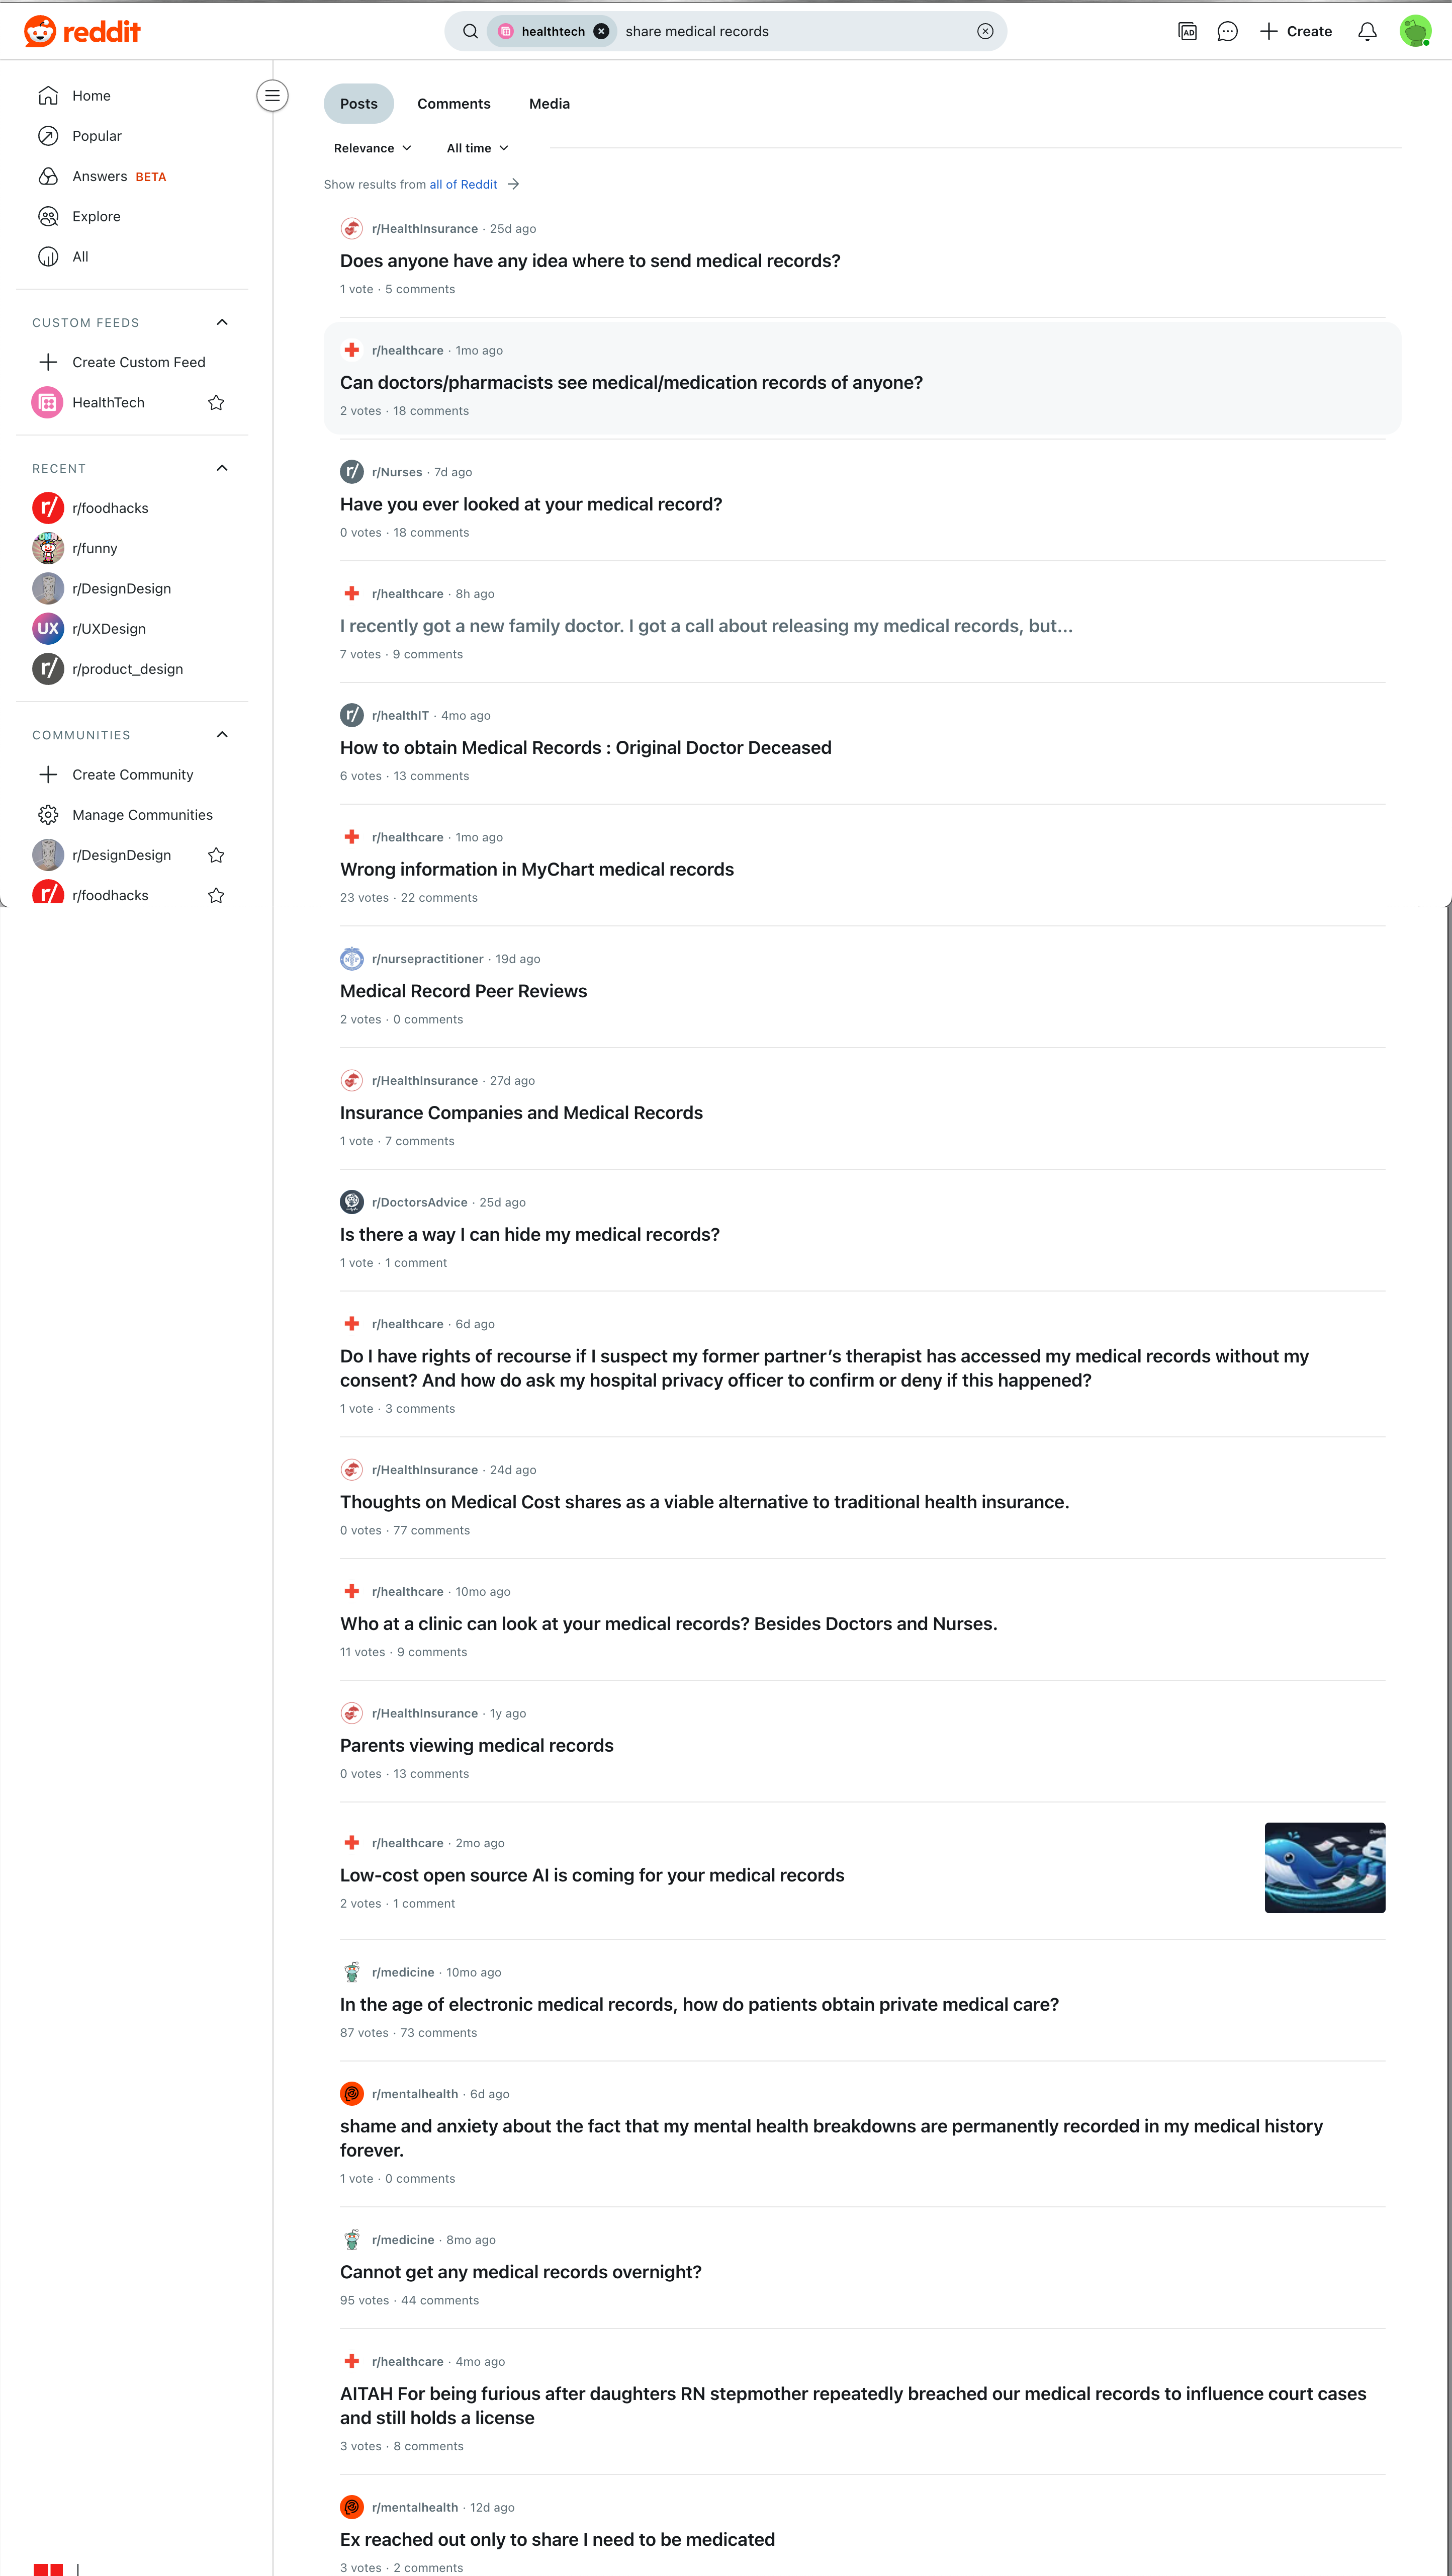 reddit
healthtech share medical records
AD
Create
Home
Popular
Answers BETA
Explore
All
CUSTOM FEEDS
Create Custom Feed
HealthTech
RECENT
r/foodhacks
r/funny
r/DesignDesign
UX r/UXDesign
r/product_design
COMMUNITIES
Create Community
Manage Communities
r/DesignDesign
r/foodhacks
Posts Comments Media
Relevance All time
Show results from all of Reddit
r/HealthInsurance · 25d ago
Does anyone have any idea where to send medical records?
1 vote · 5 comments
r/healthcare · 1mo ago
Can doctors/pharmacists see medical/medication records of anyone?
2 votes · 18 comments
r/ r/Nurses · 7d ago
Have you ever looked at your medical record?
0 votes · 18 comments
r/healthcare · 8h ago
I recently got a new family doctor. I got a call about releasing my medical records, but...
7 votes · 9 comments
r/ r/healthIT · 4mo ago
How to obtain Medical Records : Original Doctor Deceased
6 votes · 13 comments
r/healthcare · 1mo ago
Wrong information in MyChart medical records
23 votes · 22 comments
r/nursepractitioner · 19d ago
Medical Record Peer Reviews
2 votes · 0 comments
r/HealthInsurance · 27d ago
Insurance Companies and Medical Records
1 vote · 7 comments
r/DoctorsAdvice · 25d ago
Is there a way I can hide my medical records?
1 vote · 1 comment
r/healthcare · 6d ago
Do I have rights of recourse if I suspect my former partner's therapist has accessed my medical records without my
consent? And how do ask my hospital privacy officer to confirm or deny if this happened?
1 vote · 3 comments
r/HealthInsurance · 24d ago
Thoughts on Medical Cost shares as a viable alternative to traditional health insurance.
0 votes · 77 comments
r/healthcare · 10mo ago
Who at a clinic can look at your medical records? Besides Doctors and Nurses.
11 votes · 9 comments
r/HealthInsurance · 1y ago
Parents viewing medical records
0 votes · 13 comments
r/healthcare · 2mo ago
Low-cost open source AI is coming for your medical records
2 votes · 1 comment
r/medicine · 10mo ago
In the age of electronic medical records, how do patients obtain private medical care?
87 votes · 73 comments
r/mentalhealth · 6d ago
shame and anxiety about the fact that my mental health breakdowns are permanently recorded in my medical history
forever.
1 vote · 0 comments
r/medicine · 8mo ago
Cannot get any medical records overnight?
95 votes · 44 comments
r/healthcare · 4mo ago
AITAH For being furious after daughters RN stepmother repeatedly breached our medical records to influence court cases
and still holds a license
3 votes · 8 comments
r/mentalhealth · 12d ago
Ex reached out only to share I need to be medicated
3 votes · 2 comments